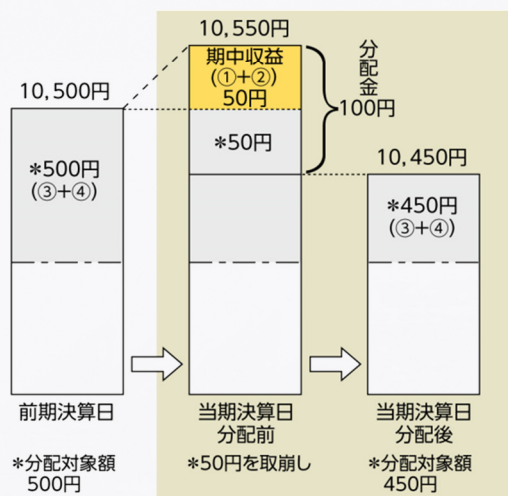 10,550円
期中収益
(①+②)
50円
分配金
100円
10,500円
*50円
10,450円
*500円
(③+④)
*450円
(③+④)
前期決算日
当期決算日
分配前
当期決算日
分配後
*分配対象額
500円
*50円を取崩し
*分配対象額
450円